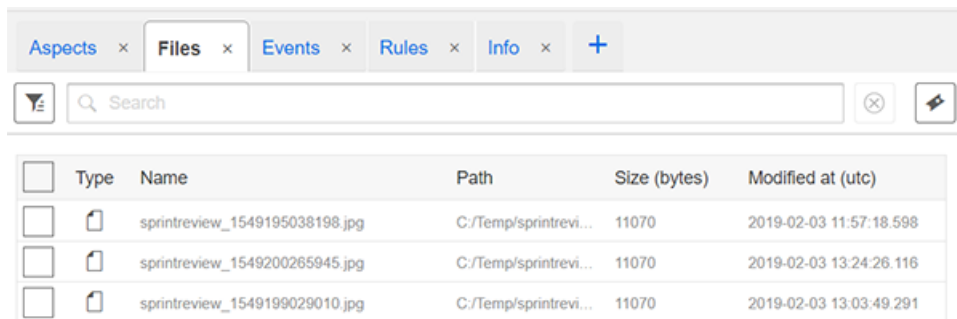 Aspects × Files × Events × Rules × Info × +
Search
Type Name Path Size (bytes) Modified at (utc)
sprintreview_1549195038198.jpg C:/Temp/sprintrevi... 11070 2019-02-03 11:57:18.598
sprintreview_1549200265945.jpg C:/Temp/sprintrevi... 11070 2019-02-03 13:24:26.116
sprintreview_1549199029010.jpg C:/Temp/sprintrevi... 11070 2019-02-03 13:03:49.291